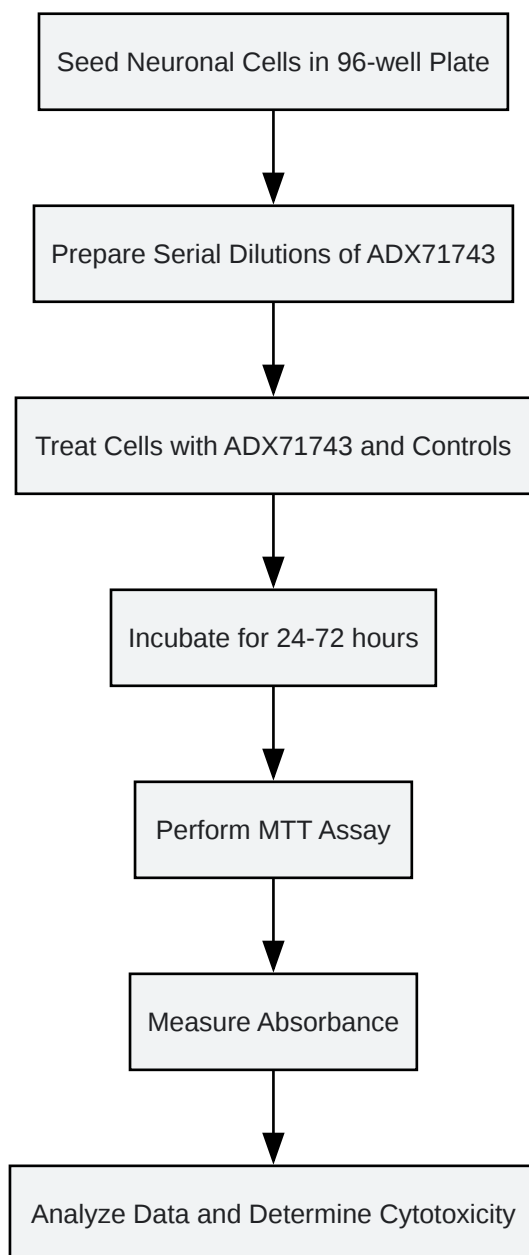 Seed Neuronal Cells in 96-well Plate
Prepare Serial Dilutions of ADX71743
Treat Cells with ADX71743 and Controls
Incubate for 24-72 hours
Perform MTT Assay
Measure Absorbance
Analyze Data and Determine Cytotoxicity